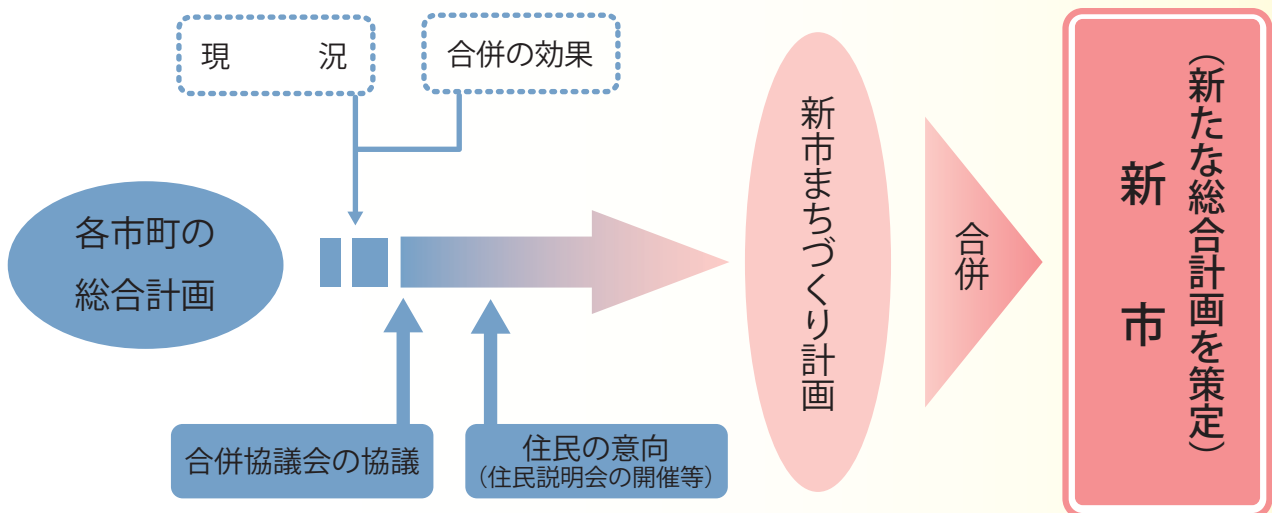 現　　況
合併の効果
各市町の
総合計画
合併協議会の協議
住民の意向
（住民説明会の開催等）
新市まちづくり計画
合併
新　市
（新たな総合計画を策定）